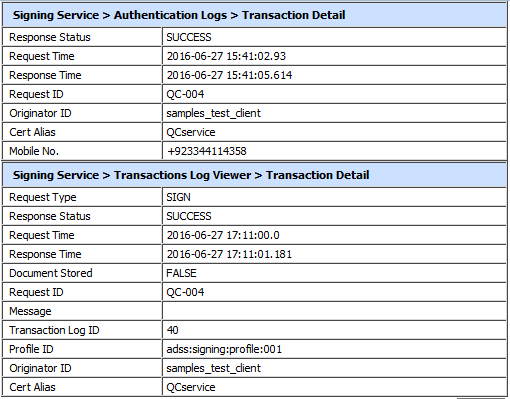 Signing Service > Authentication Logs > Transaction Detail
Response Status SUCCESS
Request Time 2016-06-27 15:41:02.93
Response Time 2016-06-27 15:41:05.614
Request ID QC-004
Originator ID samples_test_client
Cert Alias QCservice
Mobile No. +923344114358
Signing Service > Transactions Log Viewer > Transaction Detail
Request Type SIGN
Response Status SUCCESS
Request Time 2016-06-27 17:11:00.0
Response Time 2016-06-27 17:11:01.181
Document Stored FALSE
Request ID QC-004
Message
Transaction Log ID 40
Profile ID adss:signing:profile:001
Originator ID samples_test_client
Cert Alias QCservice